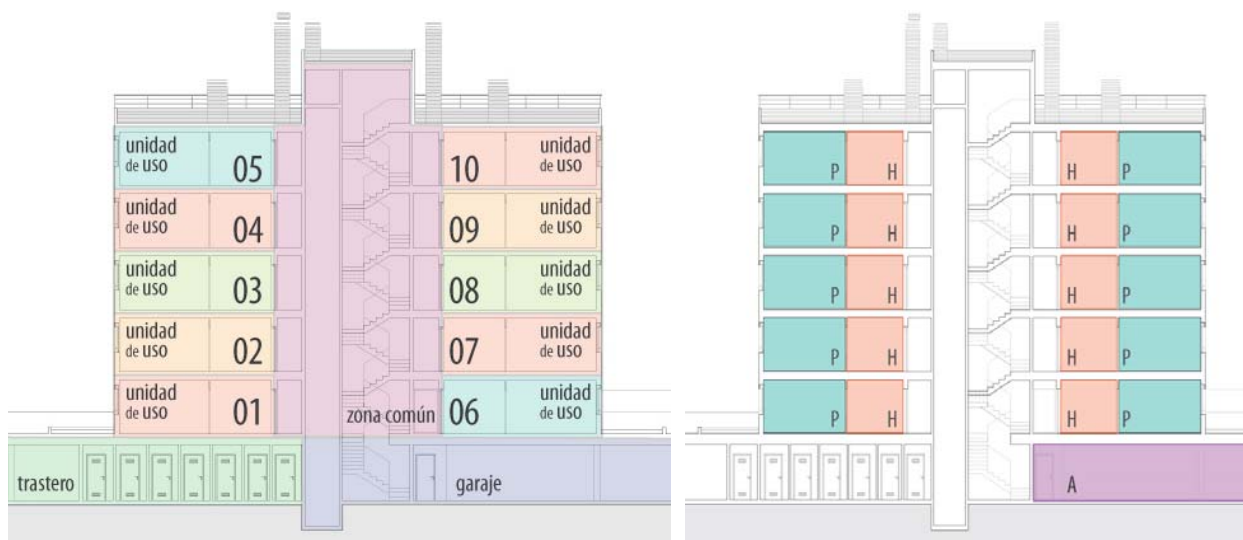 unidad
de uso
05
10
unidad
de uso
P
H
H
P
unidad
de uso
04
09
unidad
de uso
P
H
H
P
unidad
de uso
03
08
unidad
de uso
P
H
H
P
unidad
de uso
02
07
unidad
de uso
P
H
H
P
unidad
de uso
01
zona común
06
unidad
de uso
P
H
H
P
trastero
garaje
A